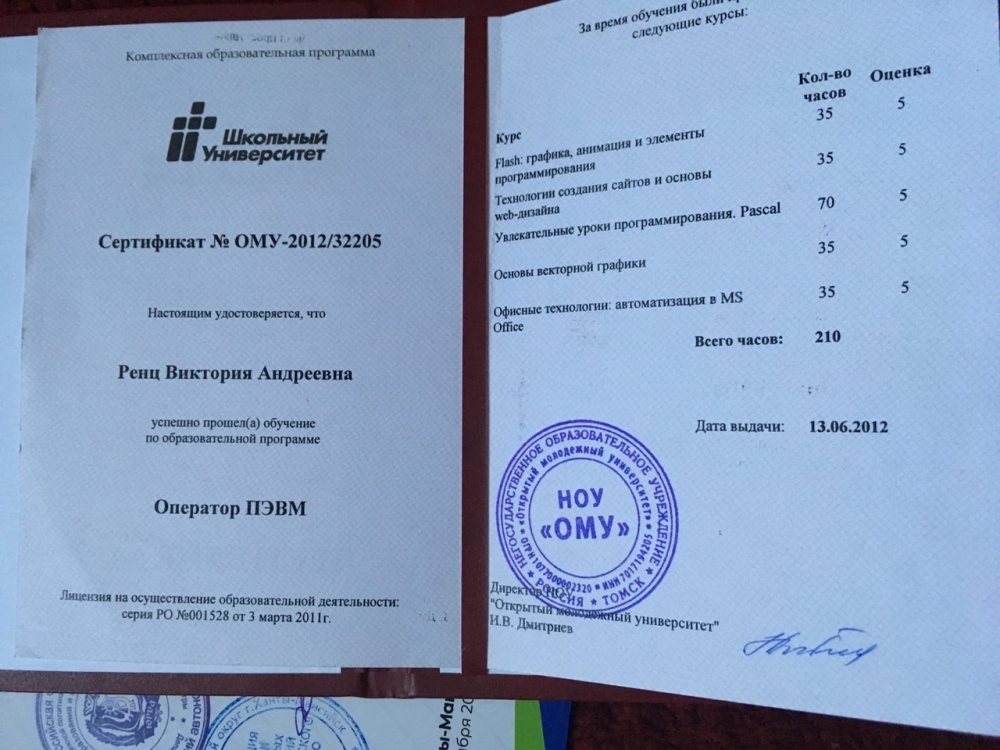 Комплексная образовательная программа
Школьный
Университет
Сертификат № ОМУ-2012/32205
Настоящим удостоверяется, что
Ренц Виктория Андреевна
успешно прошел(а) обучение
по образовательной программе
Оператор ПЭВМ
Лицензия на осуществление образовательной деятельности:
серия РО №001528 от 3 марта 2011г.
За время обучения были
следующие курсы:
Кол-во Оценка
часов
Курс 35 5
Flash: графика, анимация и элементы
программирования 35 5
Технологии создания сайтов и основы
web-дизайна 70 5
Увлекательные уроки программирования. Pascal
Основы векторной графики 35 5
Офисные технологии: автоматизация в MS 35 5
Office
Всего часов: 210
Дата выдачи: 13.06.2012
НЕГОСУДАРСТВЕННОЕ ОБРАЗОВАТЕЛЬНОЕ УЧРЕЖДЕНИЕ
«Открытый молодежный университет»
НОУ
«ОМУ»
ОГРН 1077000002320 * ИНН 7017194205
РОССИЯ * ТОМСК
Директор НОУ
"Открытый молодежный университет"
И.В. Дмитриев